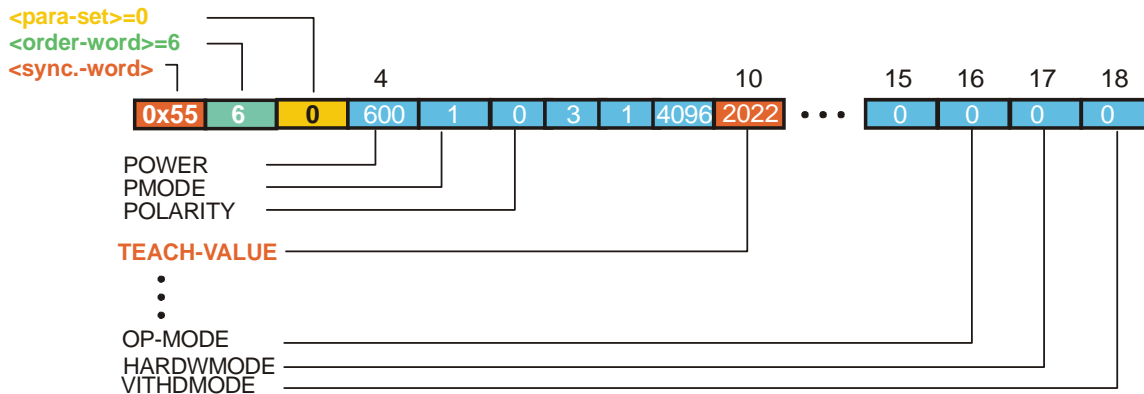 <para-set>=0
<order-word>=6
<sync.-word>
4 10 15 16 17 18
0x55 6 0 600 1 0 3 1 4096 2022 • • • 0 0 0 0
POWER
PMODE
POLARITY
TEACH-VALUE
OP-MODE
HARDWMODE
VITHDMODE